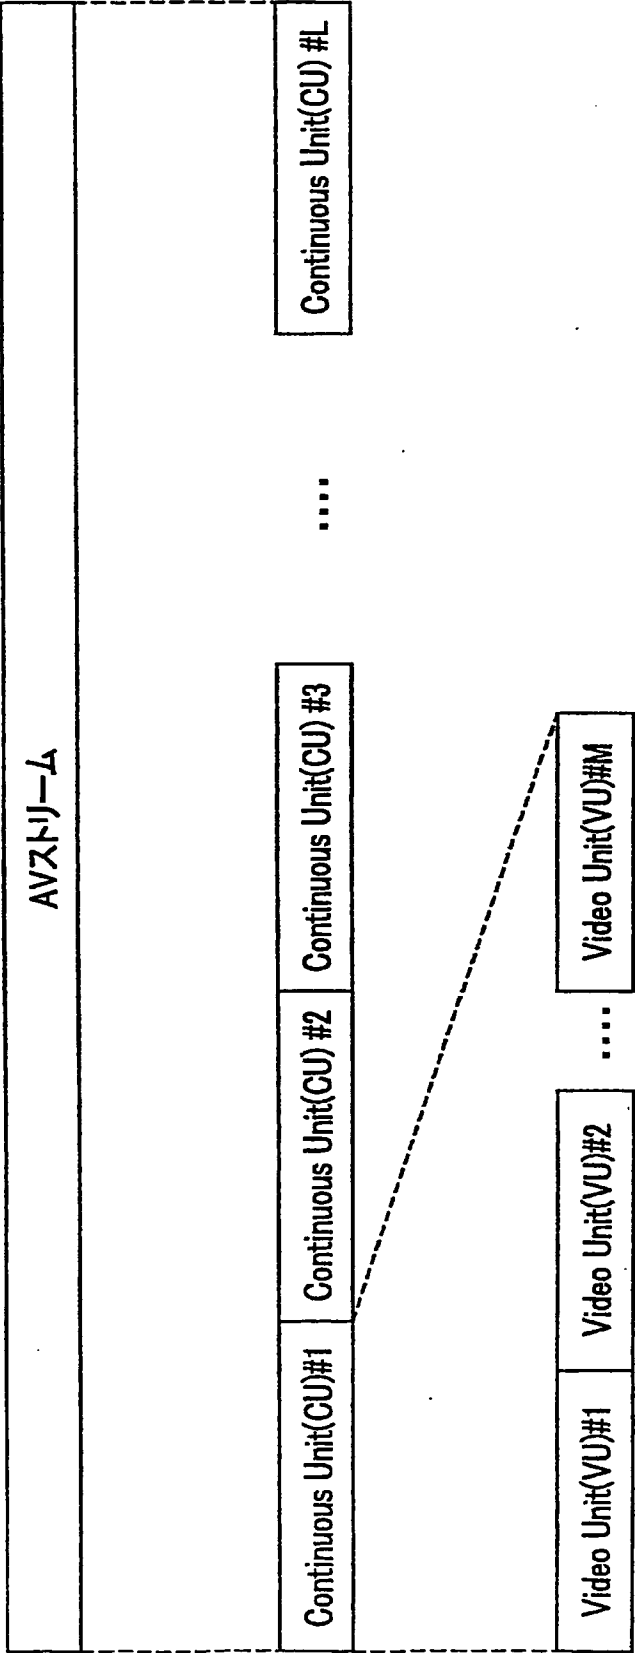 AVストリーム
Continuous Unit(CU)#1
Continuous Unit(CU) #2
Continuous Unit(CU) #3
....
Continuous Unit(CU) #L
Video Unit(VU)#1
Video Unit(VU)#2
....
Video Unit(VU)#M